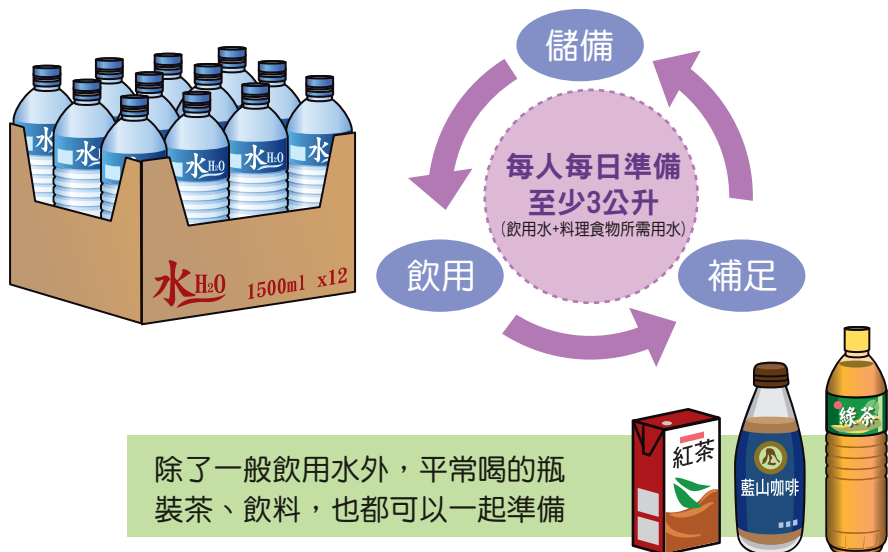 水
水H2O
水H2O
水H2O
水
水H2O 1500ml x12
儲備
每人每日準備
至少3公升
(飲用水+料理食物所需用水)
飲用
補足
除了一般飲用水外,平常喝的瓶
裝茶、飲料,也都可以一起準備
紅茶
藍山咖啡
綠茶